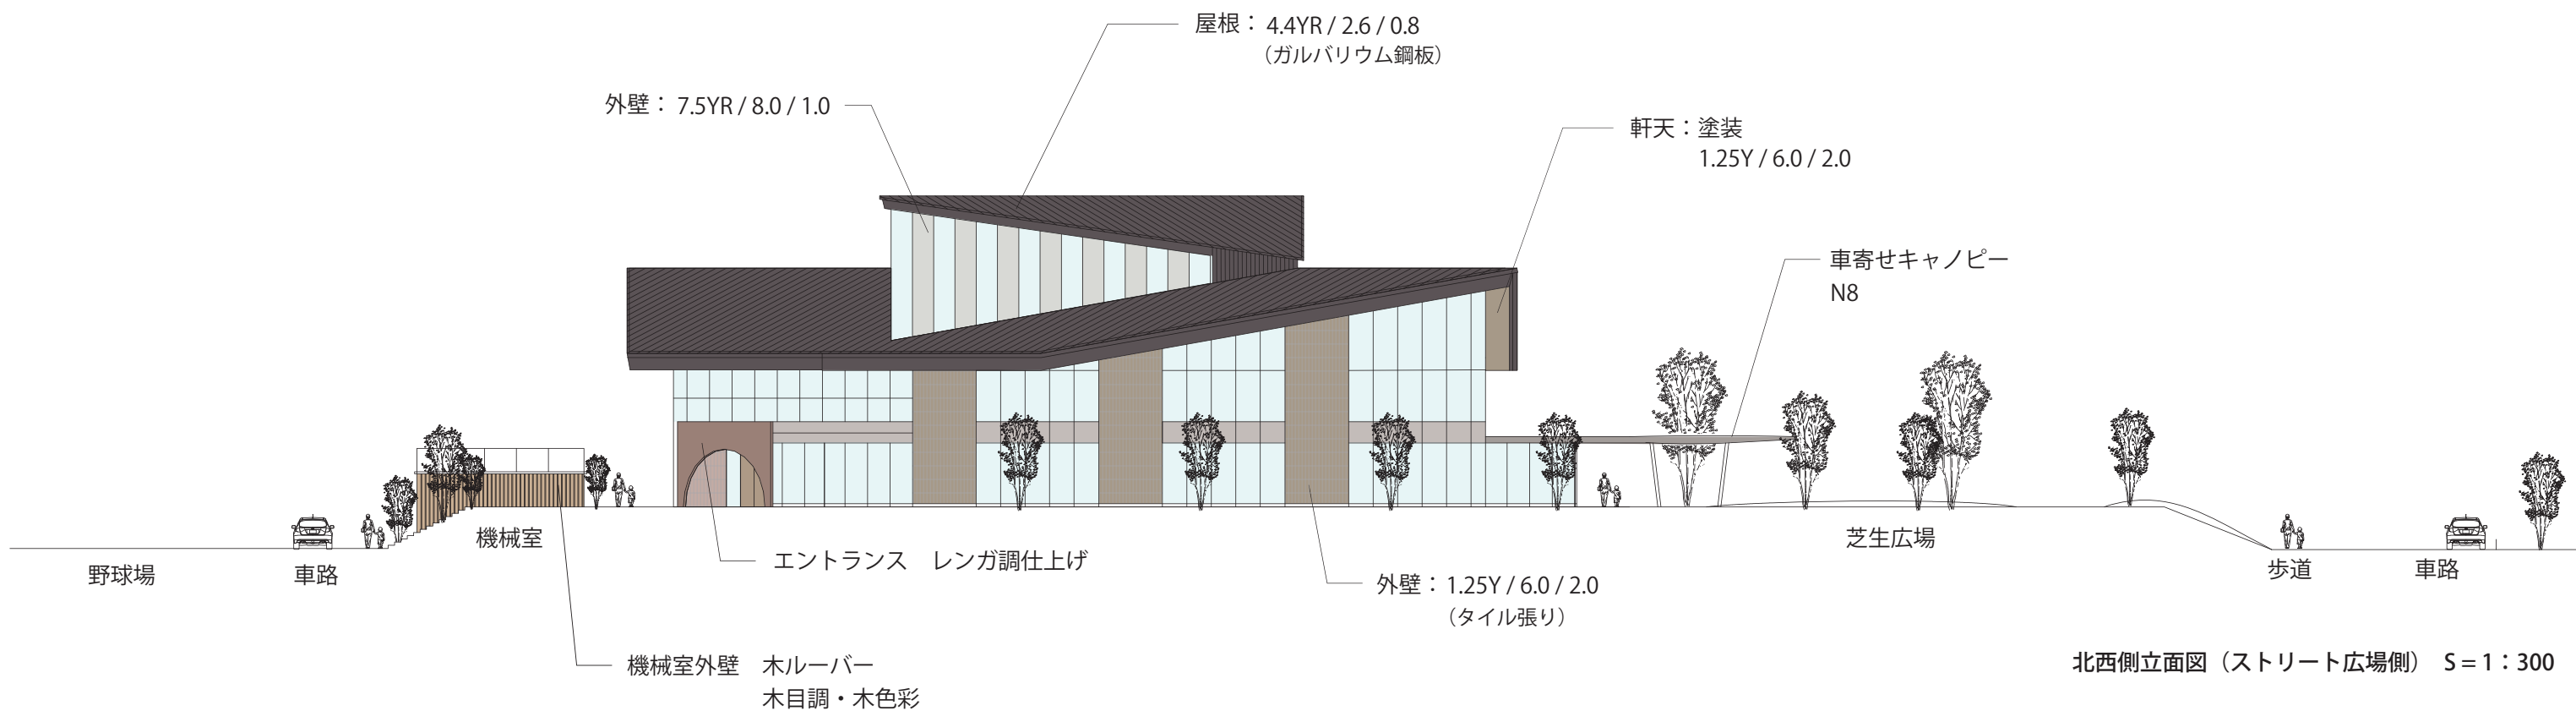 屋根： 4.4YR / 2.6 / 0.8
（ガルバリウム鋼板）
外壁： 7.5YR / 8.0 / 1.0
軒天：塗装
1.25Y / 6.0 / 2.0
車寄せキャノピー
N8
機械室
芝生広場
エントランス　レンガ調仕上げ
野球場
車路
歩道
車路
外壁：1.25Y / 6.0 / 2.0
（タイル張り）
機械室外壁　木ルーバー
木目調・木色彩
北西側立面図（ストリート広場側）　S = 1：300